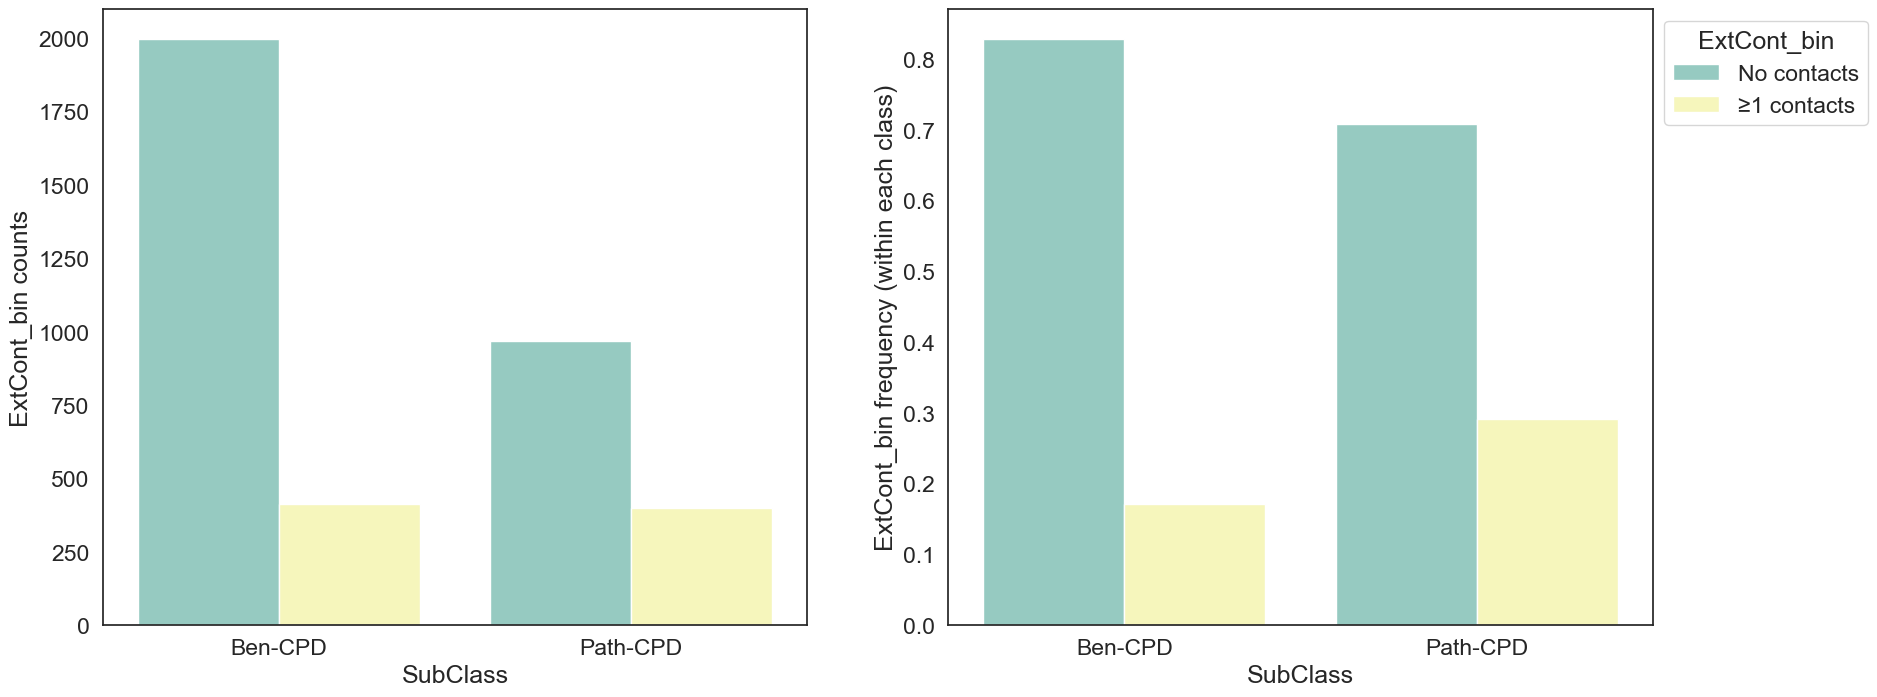 ExtCont_bin counts
2000
1750
1500
1250
1000
750
500
250
0
Ben-CPD
Path-CPD
SubClass
ExtCont_bin frequency (within each class)
0.8
0.7
0.6
0.5
0.4
0.3
0.2
0.1
0.0
Ben-CPD
Path-CPD
SubClass
ExtCont_bin
No contacts
≥1 contacts